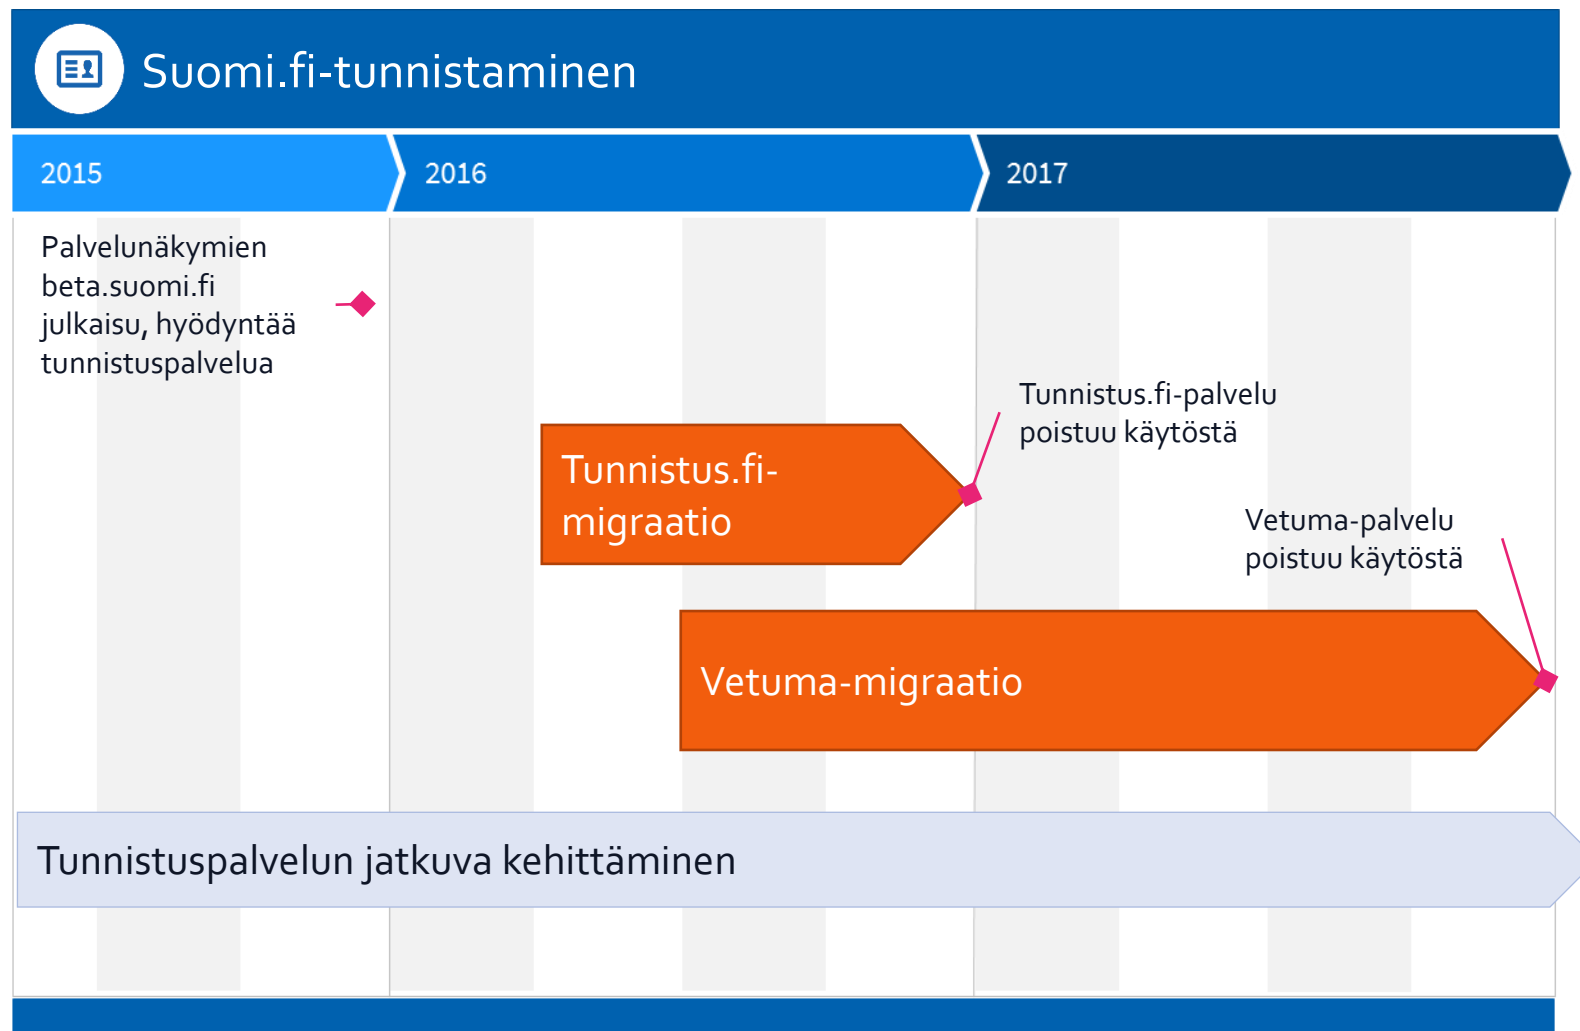 Suomi.fi-tunnistaminen
2015
2016
2017
Palvelunäkymien
beta.suomi.fi
julkaisu, hyödyntää
tunnistuspalvelua
Tunnistus.fi-palvelu
poistuu käytöstä
Tunnistus.fi-
migraatio
Vetuma-palvelu
poistuu käytöstä
Vetuma-migraatio
Tunnistuspalvelun jatkuva kehittäminen